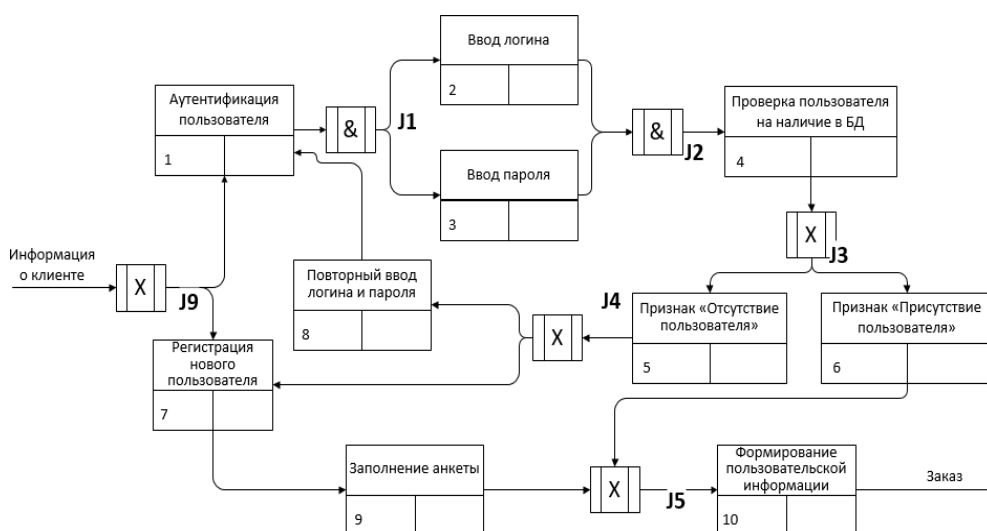 Ввод логина
2
Аутентификация
пользователя
1
&
J1
&
J2
Проверка пользователя
на наличие в БД
4
Ввод пароля
3
X
J3
Информация
о клиенте
X
J9
Повторный ввод
логина и пароля
8
J4
X
Признак «Отсутствие
пользователя»
5
Признак «Присутствие
пользователя»
6
Регистрация
нового
пользователя
7
Заполнение анкеты
9
X
J5
Формирование
пользовательской
информации
10
Заказ